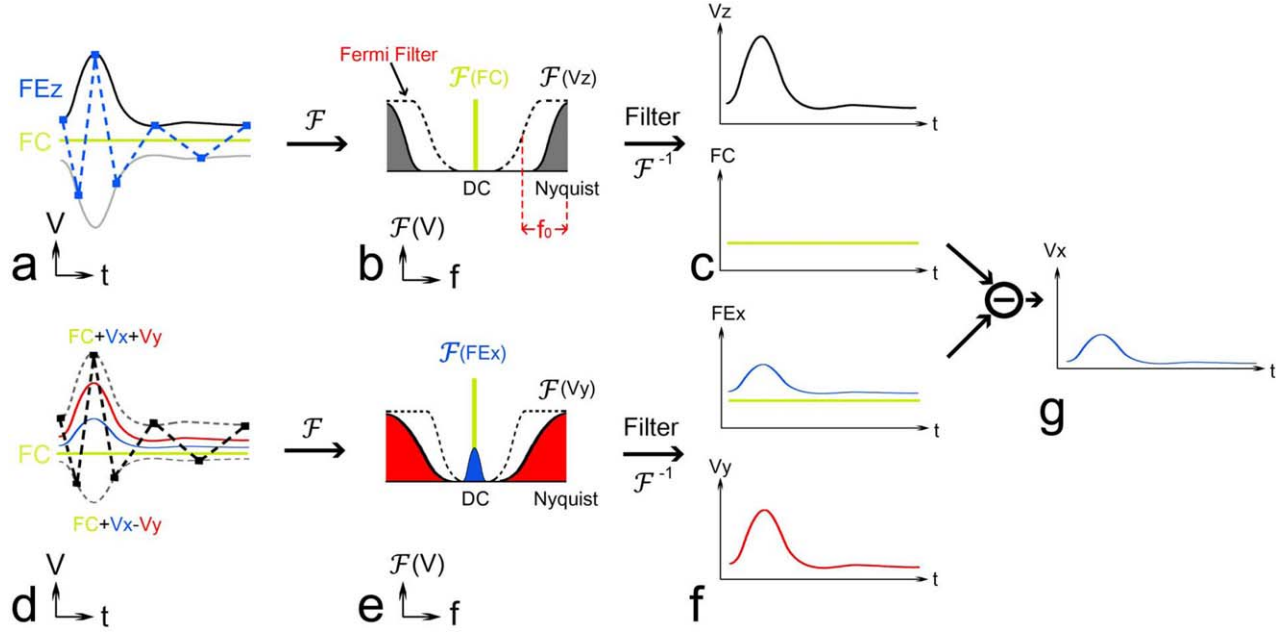 FEz
FC
V
t
a
ℱ
Fermi Filter
ℱ(FC)
ℱ(Vz)
DC
Nyquist
f₀
ℱ(V)
f
b
Filter
ℱ⁻¹
Vz
t
FC
t
c
FC+Vx+Vy
FC
FC+Vx-Vy
V
t
d
ℱ
ℱ(FEx)
ℱ(Vy)
DC
Nyquist
ℱ(V)
f
e
Filter
ℱ⁻¹
FEx
t
Vy
t
f
Vx
t
g